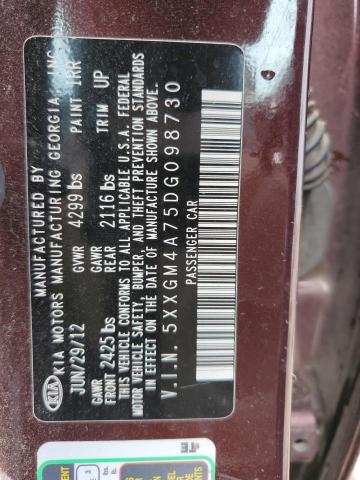 MANUFACTURED BY
KIA KIA MOTORS MANUFACTURING GEORGIA INC
JUN/29/12 GVWR 4299 lbs PAINT IRR
GAWR FRONT 2425 lbs GAWR REAR 2116 lbs TRIM UP
THIS VEHICLE CONFORMS TO ALL APPLICABLE U.S.A. FEDERAL
MOTOR VEHICLE SAFETY, BUMPER, AND THEFT PREVENTION STANDARDS
IN EFFECT ON THE DATE OF MANUFACTURE SHOWN ABOVE.
V.I.N. 5XXGM4A75DG098730
PASSENGER CAR